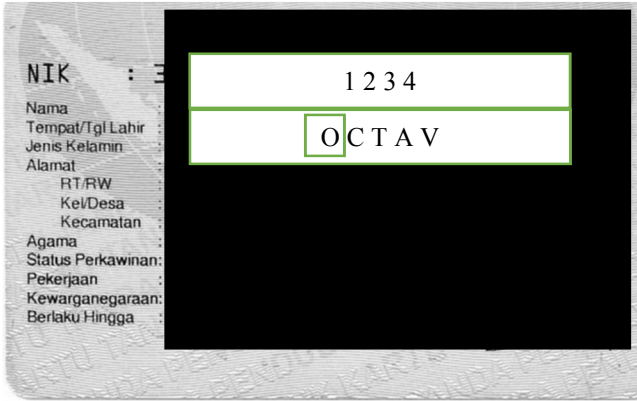 NIK : 3
1 2 3 4
Nama :
O C T A V
Tempat/Tgl Lahir :
Jenis Kelamin :
Alamat :
RT/RW :
Kel/Desa :
Kecamatan :
Agama :
Status Perkawinan:
Pekerjaan :
Kewarganegaraan:
Berlaku Hingga :